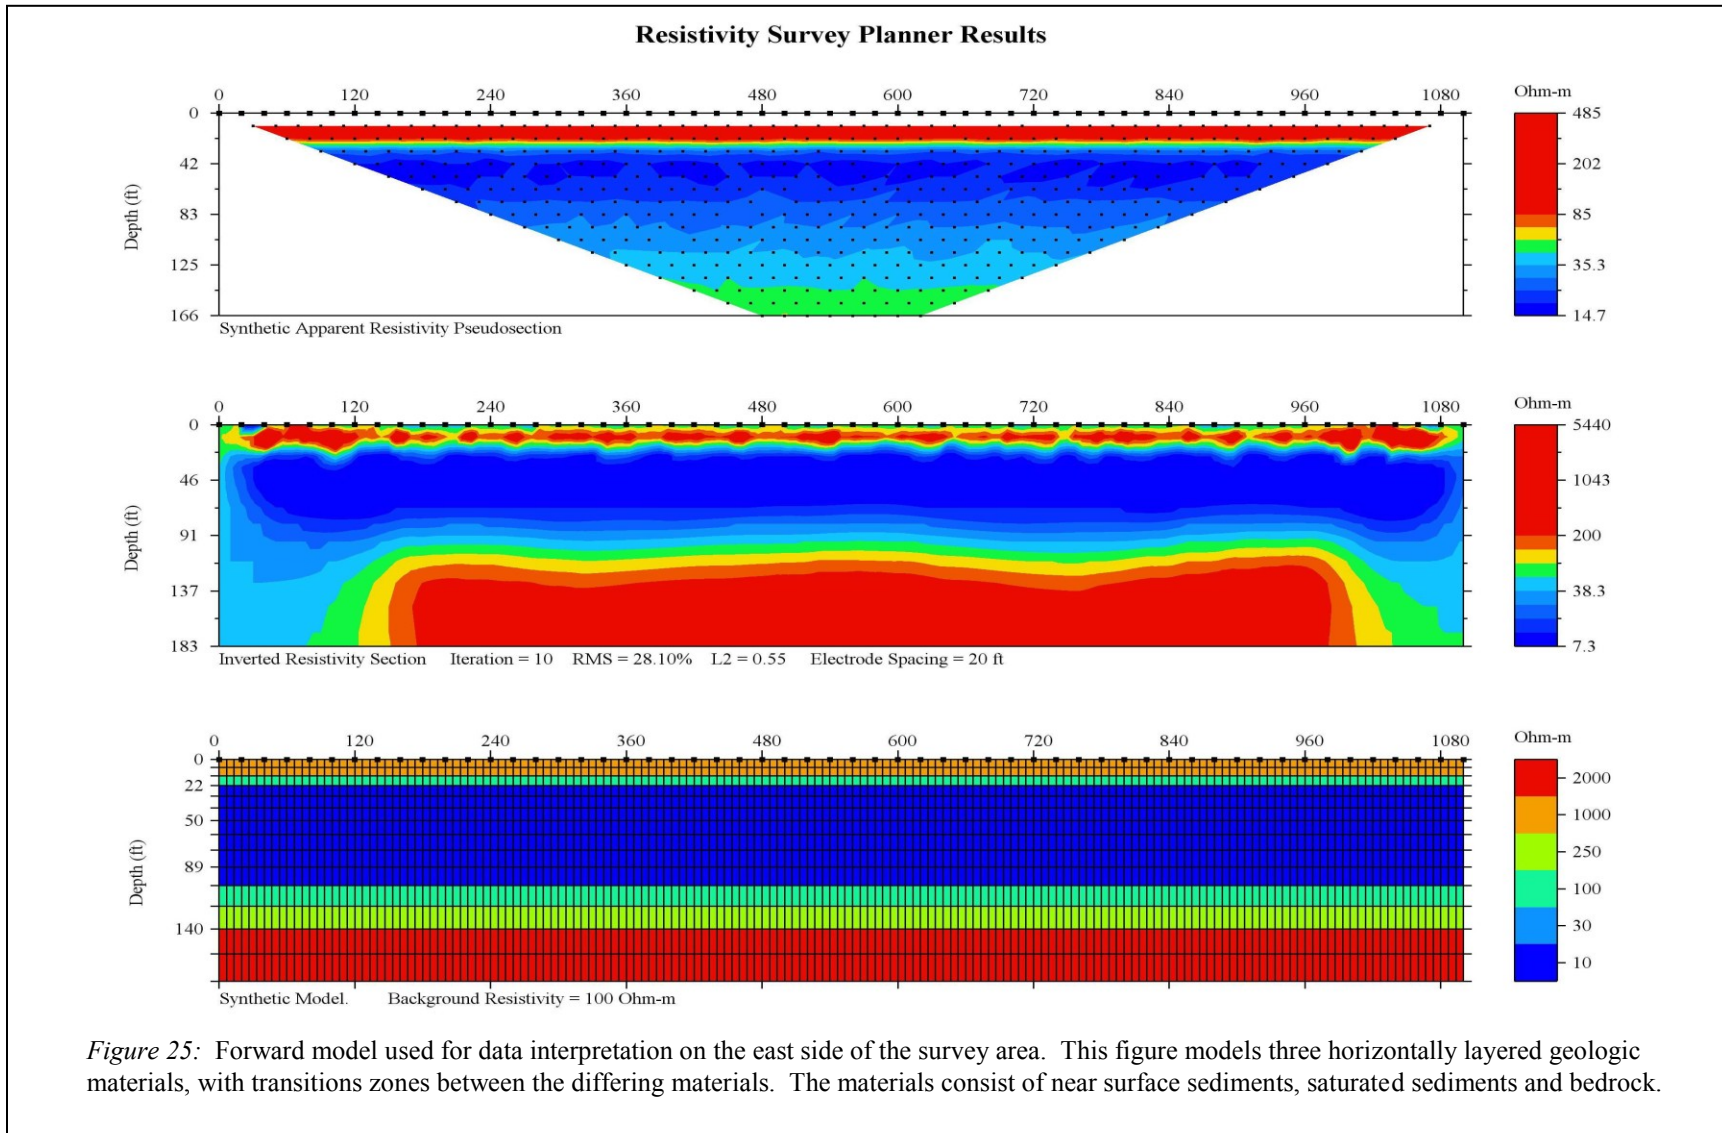 Resistivity Survey Planner Results
0 120 240 360 480 600 720 840 960 1080
Ohm-m
Depth (ft)
0
42
83
125
166
485
202
85
35.3
14.7
Synthetic Apparent Resistivity Pseudosection
0 120 240 360 480 600 720 840 960 1080
Ohm-m
Depth (ft)
0
46
91
137
183
5440
1043
200
38.3
7.3
Inverted Resistivity Section Iteration = 10 RMS = 28.10% L2 = 0.55 Electrode Spacing = 20 ft
0 120 240 360 480 600 720 840 960 1080
Ohm-m
Depth (ft)
0
22
50
89
140
2000
1000
250
100
30
10
Synthetic Model. Background Resistivity = 100 Ohm-m
Figure 25: Forward model used for data interpretation on the east side of the survey area. This figure models three horizontally layered geologic
materials, with transitions zones between the differing materials. The materials consist of near surface sediments, saturated sediments and bedrock.